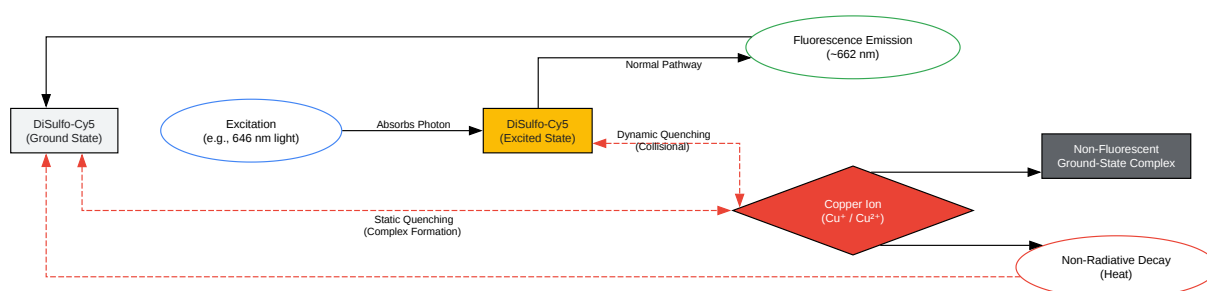 Fluorescence Emission
(~662 nm)
Normal Pathway
DiSulfo-Cy5
(Ground State)
Excitation
(e.g., 646 nm light)
Absorbs Photon
DiSulfo-Cy5
(Excited State)
Dynamic Quenching
(Collisional)
Non-Fluorescent
Ground-State Complex
Copper Ion
(Cu⁺ / Cu²⁺)
Static Quenching
(Complex Formation)
Non-Radiative Decay
(Heat)